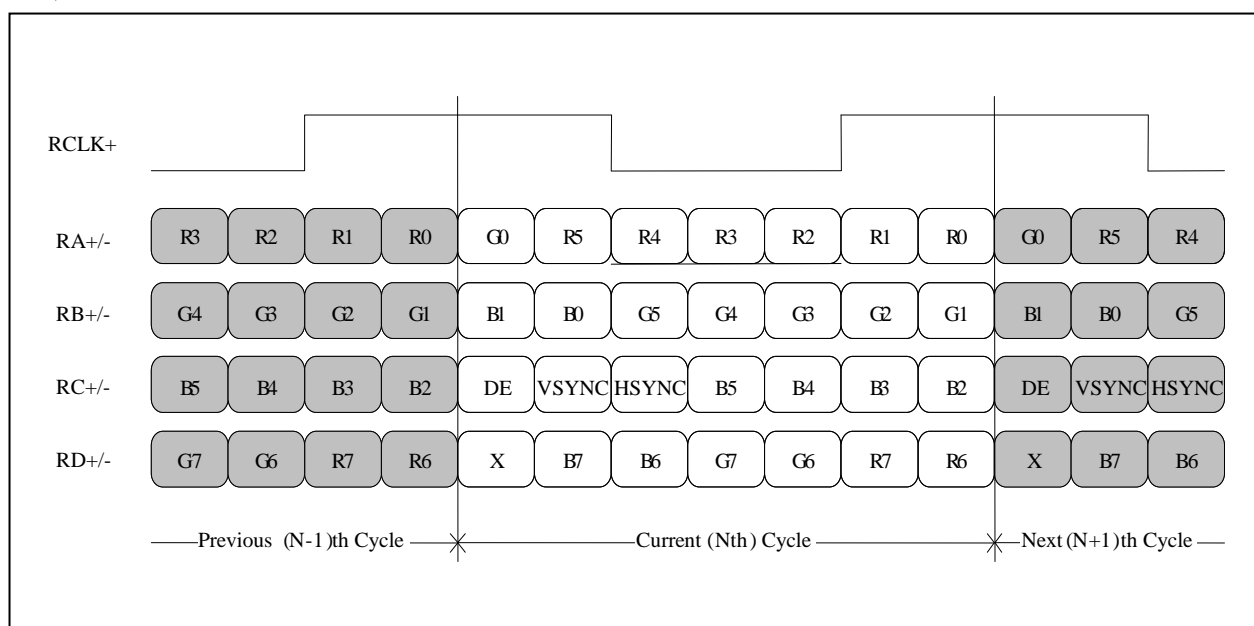 RCLK+
RA+/- R3 R2 R1 R0 G0 R5 R4 R3 R2 R1 R0 G0 R5 R4
RB+/- G4 G3 G2 G1 B1 B0 G5 G4 G3 G2 G1 B1 B0 G5
RC+/- B5 B4 B3 B2 DE VSYNC HSYNC B5 B4 B3 B2 DE VSYNC HSYNC
RD+/- G7 G6 R7 R6 X B7 B6 G7 G6 R7 R6 X B7 B6
Previous (N-1)th Cycle Current (Nth) Cycle Next (N+1)th Cycle